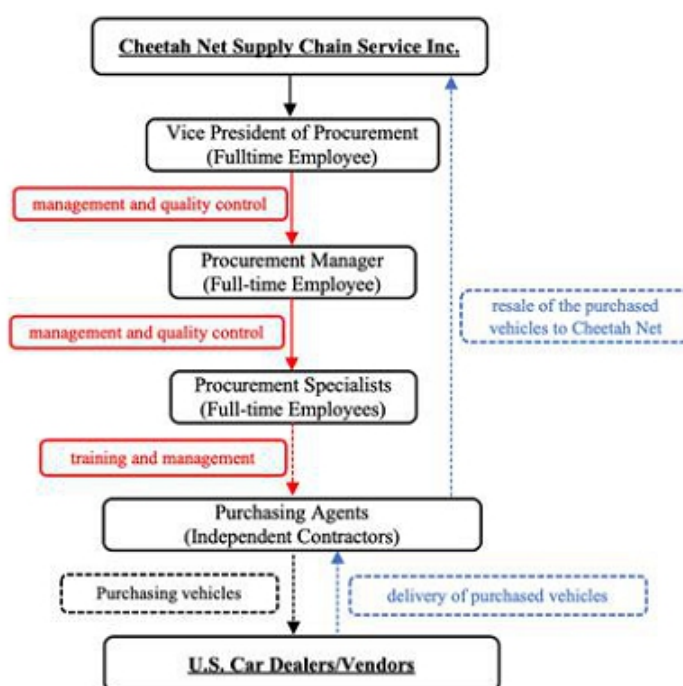 Cheetah Net Supply Chain Service Inc.
Vice President of Procurement
(Fulltime Employee)
management and quality control
Procurement Manager
(Full-time Employee)
resale of the purchased
vehicles to Cheetah Net
management and quality control
Procurement Specialists
(Full-time Employees)
training and management
Purchasing Agents
(Independent Contractors)
Purchasing vehicles
delivery of purchased vehicles
U.S. Car Dealers/Vendors